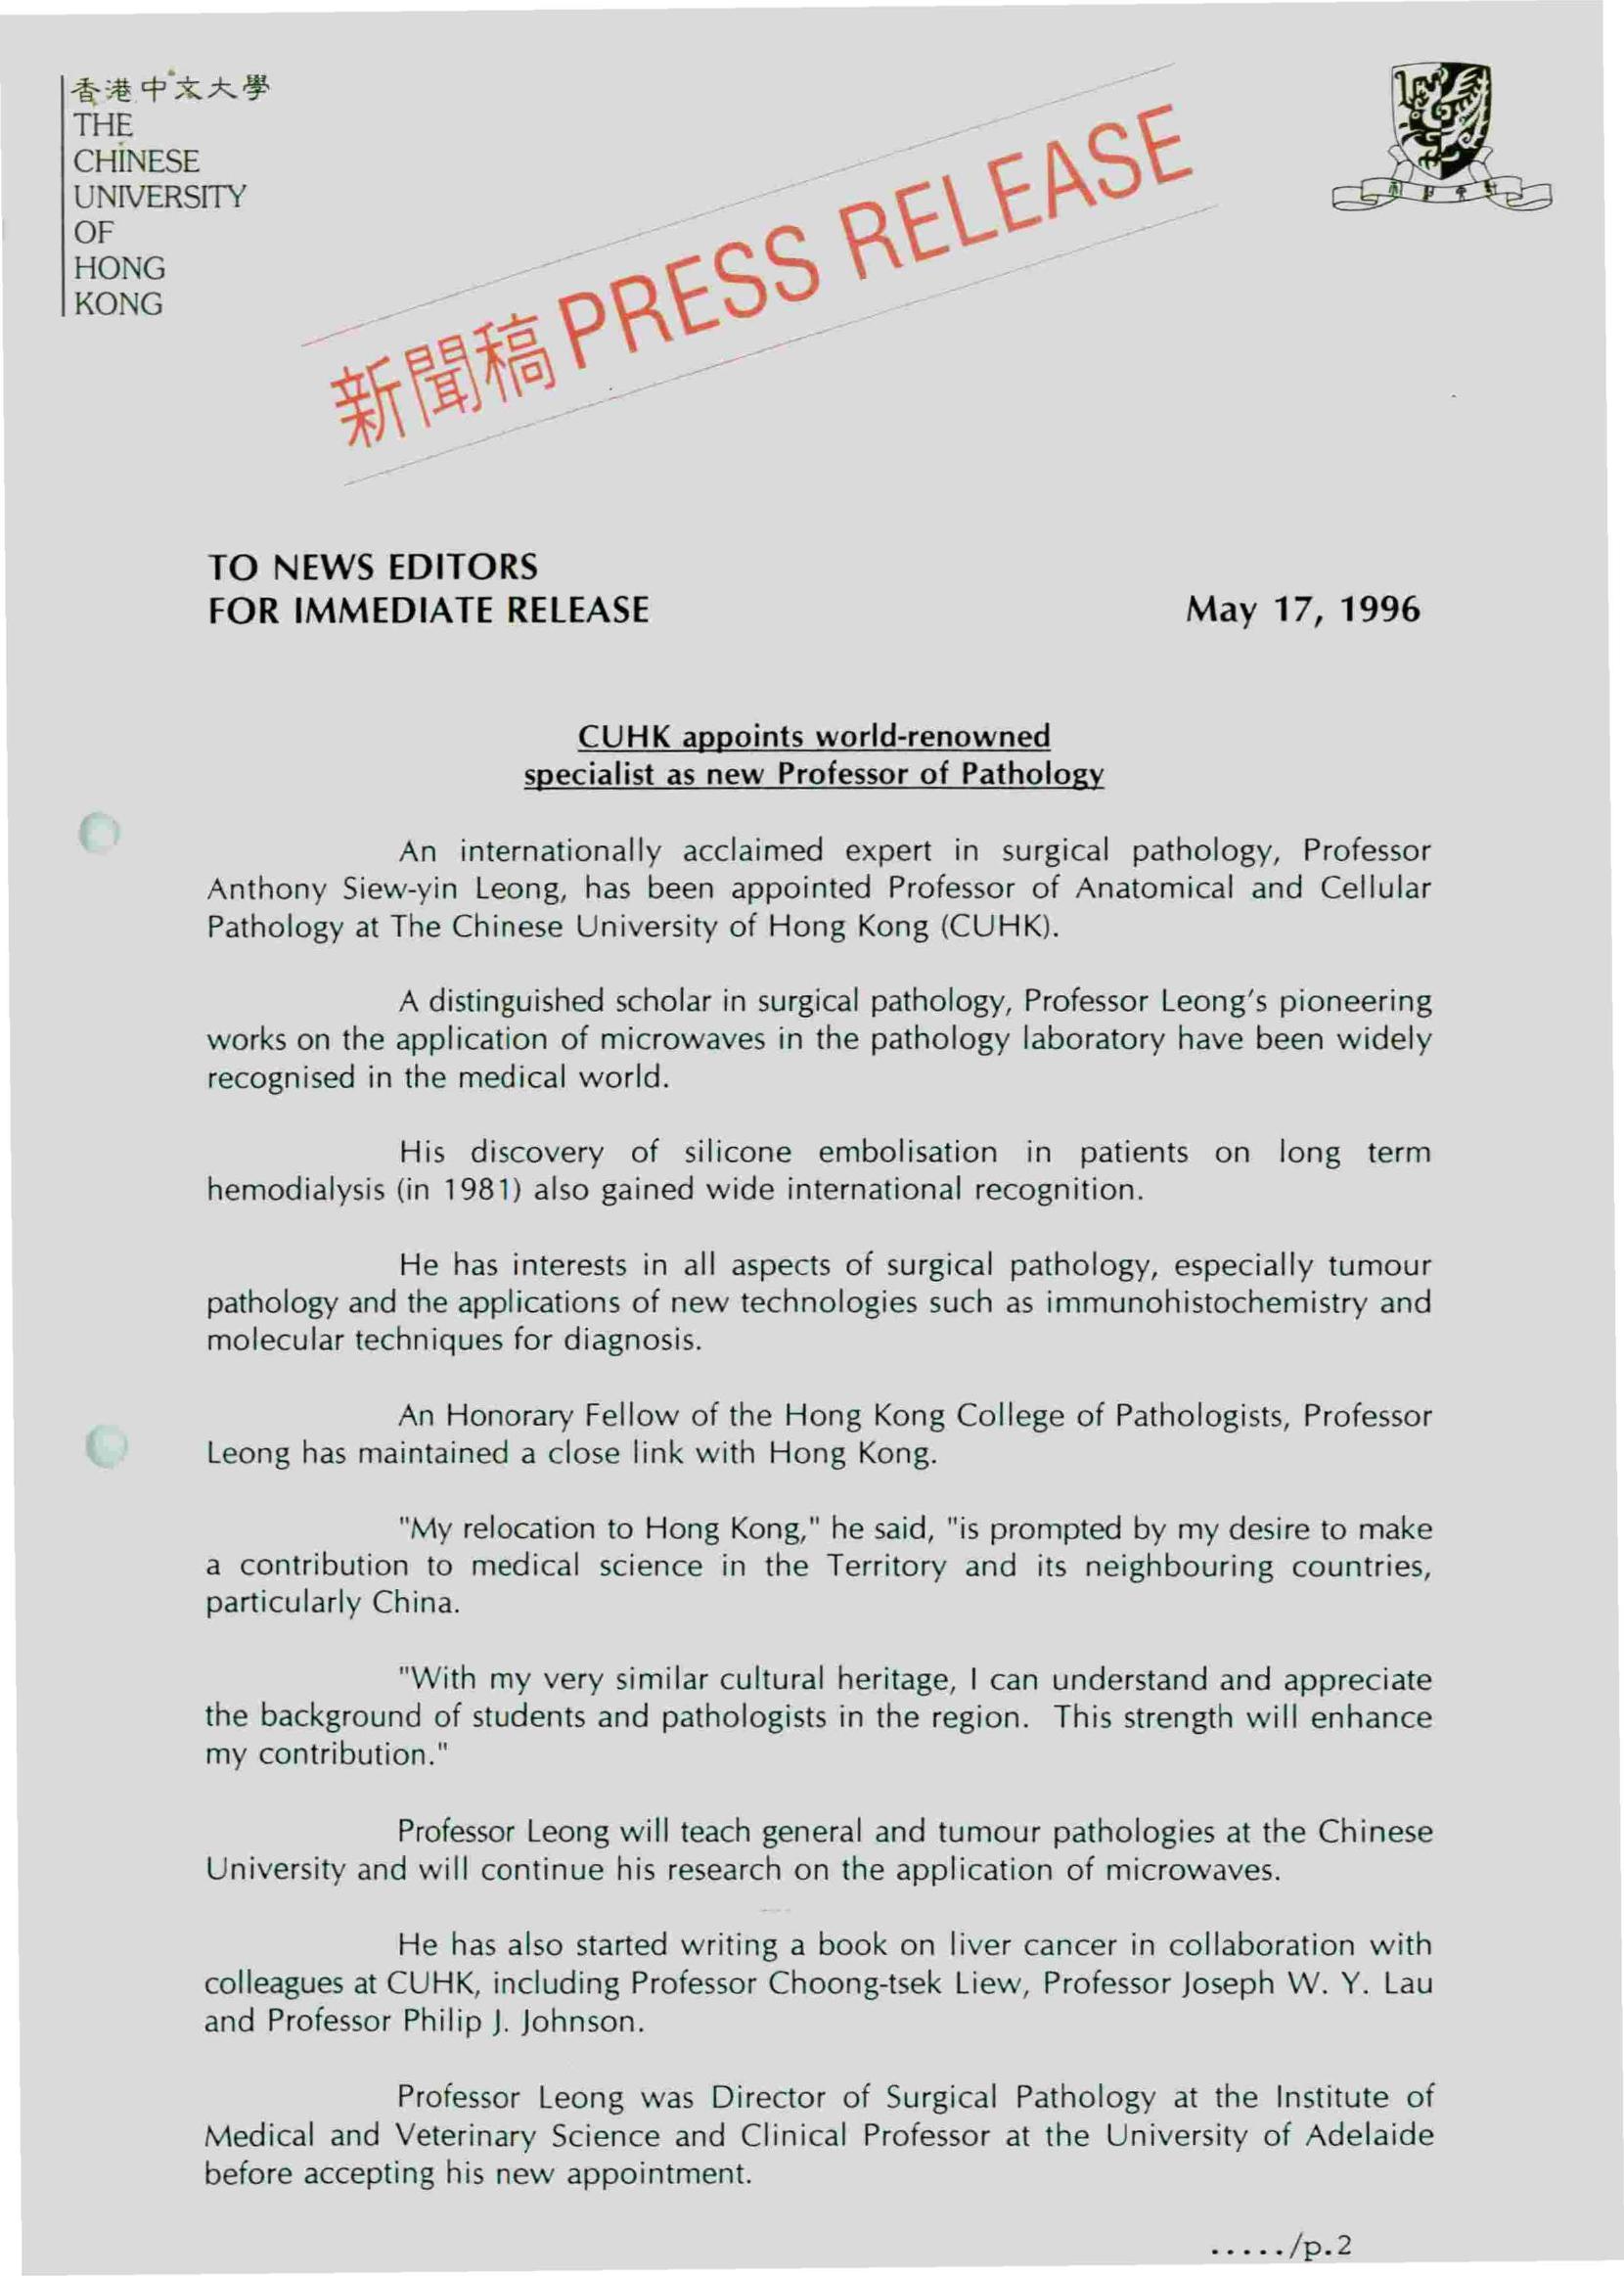 香港中文大學
THE
CHINESE
UNIVERSITY
OF
HONG
KONG
新聞稿 PRESS RELEASE
TO NEWS EDITORS
FOR IMMEDIATE RELEASE May 17, 1996
CUHK appoints world-renowned
specialist as new Professor of Pathology
An internationally acclaimed expert in surgical pathology, Professor
Anthony Siew-yin Leong, has been appointed Professor of Anatomical and Cellular
Pathology at The Chinese University of Hong Kong (CUHK).
A distinguished scholar in surgical pathology, Professor Leong's pioneering
works on the application of microwaves in the pathology laboratory have been widely
recognised in the medical world.
His discovery of silicone embolisation in patients on long term
hemodialysis (in 1981) also gained wide international recognition.
He has interests in all aspects of surgical pathology, especially tumour
pathology and the applications of new technologies such as immunohistochemistry and
molecular techniques for diagnosis.
An Honorary Fellow of the Hong Kong College of Pathologists, Professor
Leong has maintained a close link with Hong Kong.
"My relocation to Hong Kong," he said, "is prompted by my desire to make
a contribution to medical science in the Territory and its neighbouring countries,
particularly China.
"With my very similar cultural heritage, I can understand and appreciate
the background of students and pathologists in the region. This strength will enhance
my contribution."
Professor Leong will teach general and tumour pathologies at the Chinese
University and will continue his research on the application of microwaves.
He has also started writing a book on liver cancer in collaboration with
colleagues at CUHK, including Professor Choong-tsek Liew, Professor Joseph W. Y. Lau
and Professor Philip J. Johnson.
Professor Leong was Director of Surgical Pathology at the Institute of
Medical and Veterinary Science and Clinical Professor at the University of Adelaide
before accepting his new appointment.
...../p.2